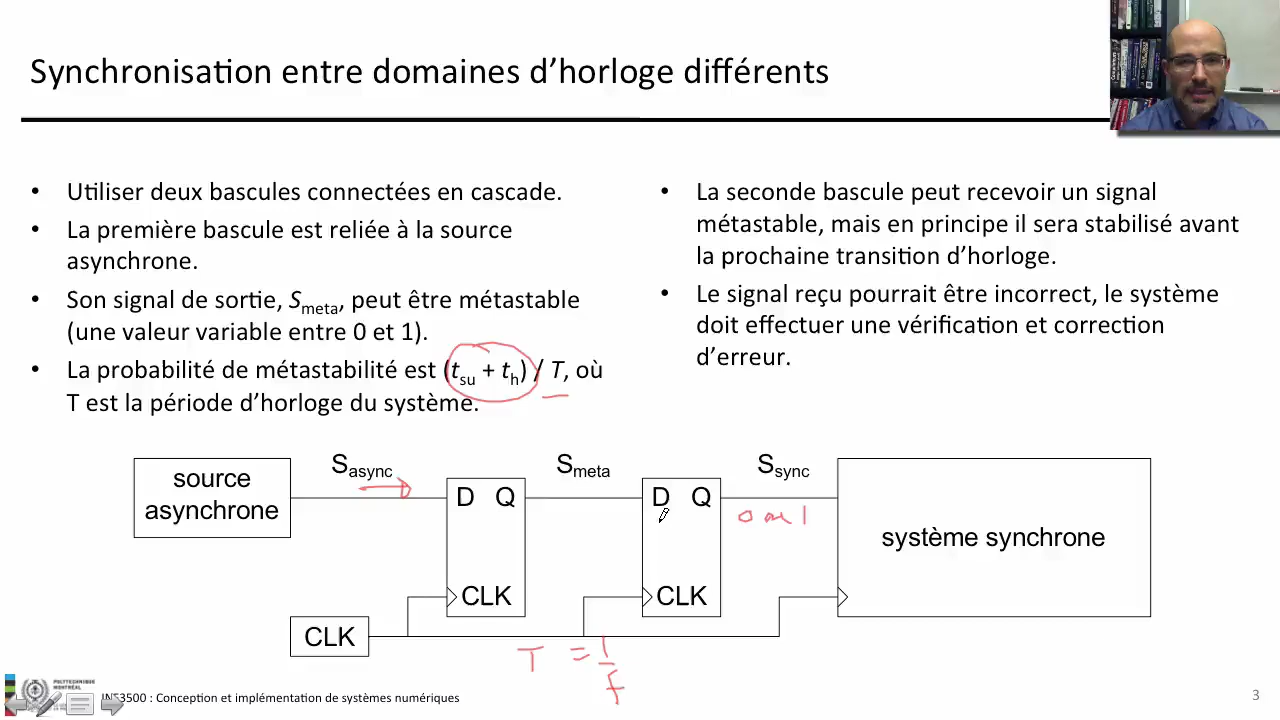 Synchronisation entre domaines d’horloge différents
• Utiliser deux bascules connectées en cascade.
• La première bascule est reliée à la source
asynchrone.
• Son signal de sortie, Smeta, peut être métastable
(une valeur variable entre 0 et 1).
• La probabilité de métastabilité est (tsu + th) / T, où
T est la période d’horloge du système.
• La seconde bascule peut recevoir un signal
métastable, mais en principe il sera stabilisé avant
la prochaine transition d’horloge.
• Le signal reçu pourrait être incorrect, le système
doit effectuer une vérification et correction
d’erreur.
source
asynchrone
Sasync
D Q
CLK
Smeta
D Q
CLK
Ssync
0 ou 1
système synchrone
CLK
T = 1/f
POLYTECHNIQUE
MONTRÉAL
INF3500 : Conception et implémentation de systèmes numériques
3